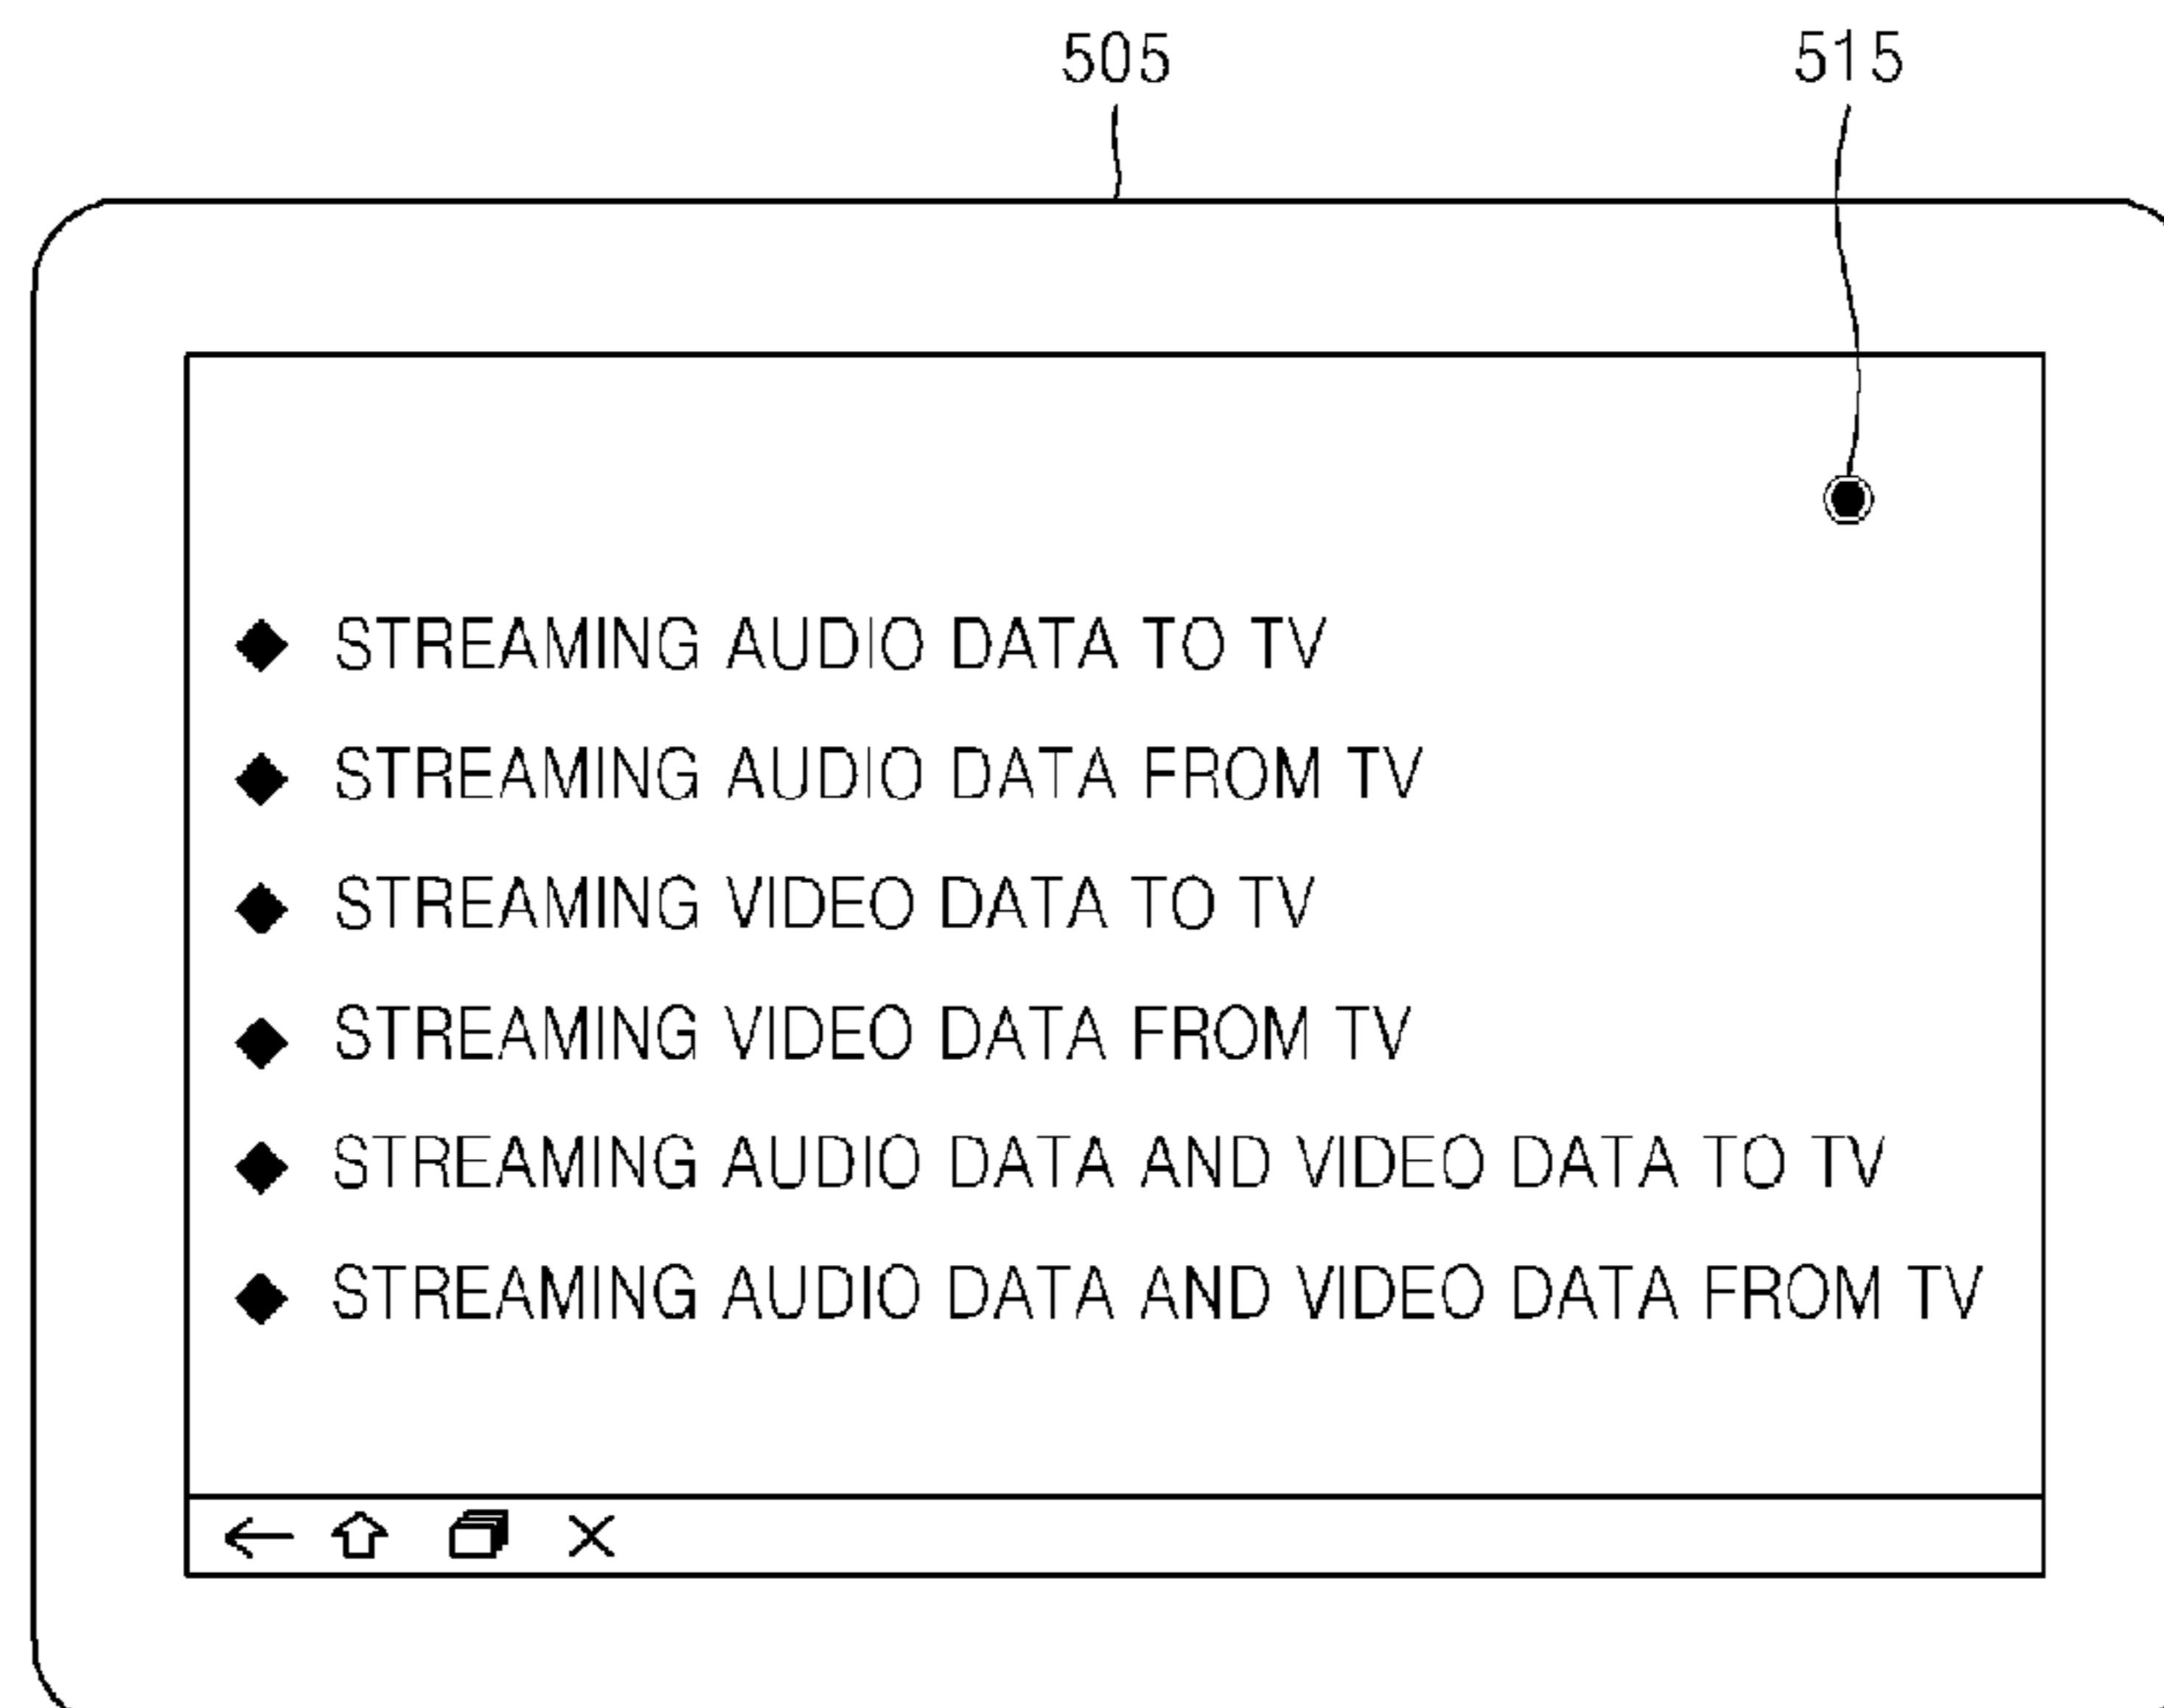 505 515
STREAMING AUDIO DATA TO TV
STREAMING AUDIO DATA FROM TV
STREAMING VIDEO DATA TO TV
STREAMING VIDEO DATA FROM TV
STREAMING AUDIO DATA AND VIDEO DATA TO TV
STREAMING AUDIO DATA AND VIDEO DATA FROM TV